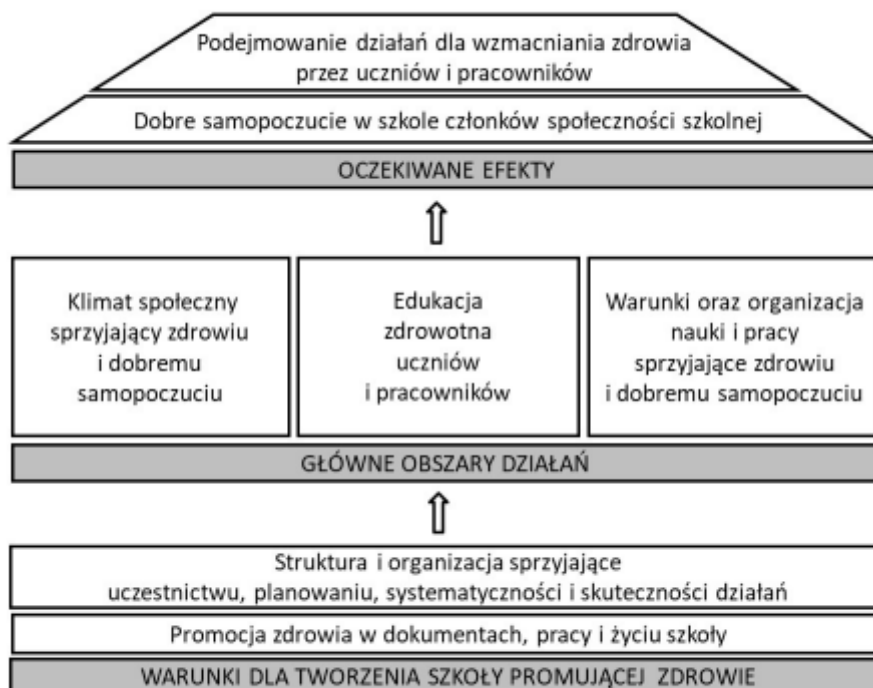 Podejmowanie działań dla wzmacniania zdrowia
przez uczniów i pracowników
Dobre samopoczucie w szkole członków społeczności szkolnej
OCZEKIWANE EFEKTY
Klimat społeczny
sprzyjający zdrowiu
i dobremu
samopoczuciu
Edukacja
zdrowotna
uczniów
i pracowników
Warunki oraz organizacja
nauki i pracy
sprzyjające zdrowiu
i dobremu samopoczuciu
GŁÓWNE OBSZARY DZIAŁAŃ
Struktura i organizacja sprzyjające
uczestnictwu, planowaniu, systematyczności i skuteczności działań
Promocja zdrowia w dokumentach, pracy i życiu szkoły
WARUNKI DLA TWORZENIA SZKOŁY PROMUJĄCEJ ZDROWIE